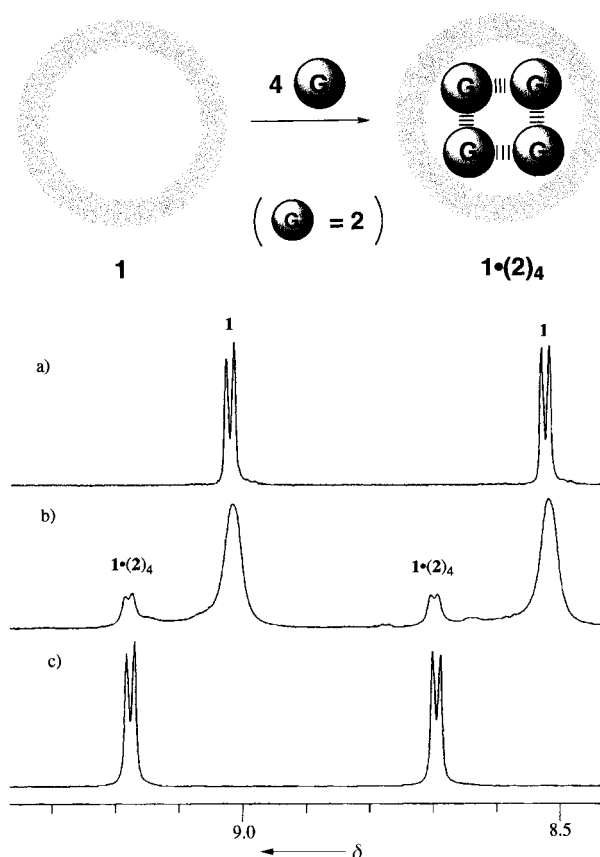 4 G
G G
G G
( G = 2 )
1
1•(2)₄
1 1
a)
b)
1•(2)₄ 1•(2)₄
c)
9.0 8.5
δ